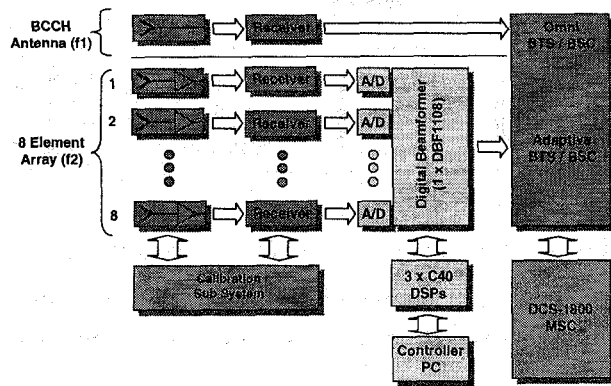 BCCH
Antenna (f1)
Receiver
Omni
BTS / BSC
1
Receiver
A/D
2
Receiver
A/D
8 Element
Array (f2)
Digital Beamformer
(1 x DBF1108)
Adaptive
BTS / BSC
8
Receiver
A/D
Calibration
Sub System
3 x C40
DSPs
DCS-1800
MSC
Controller
PC